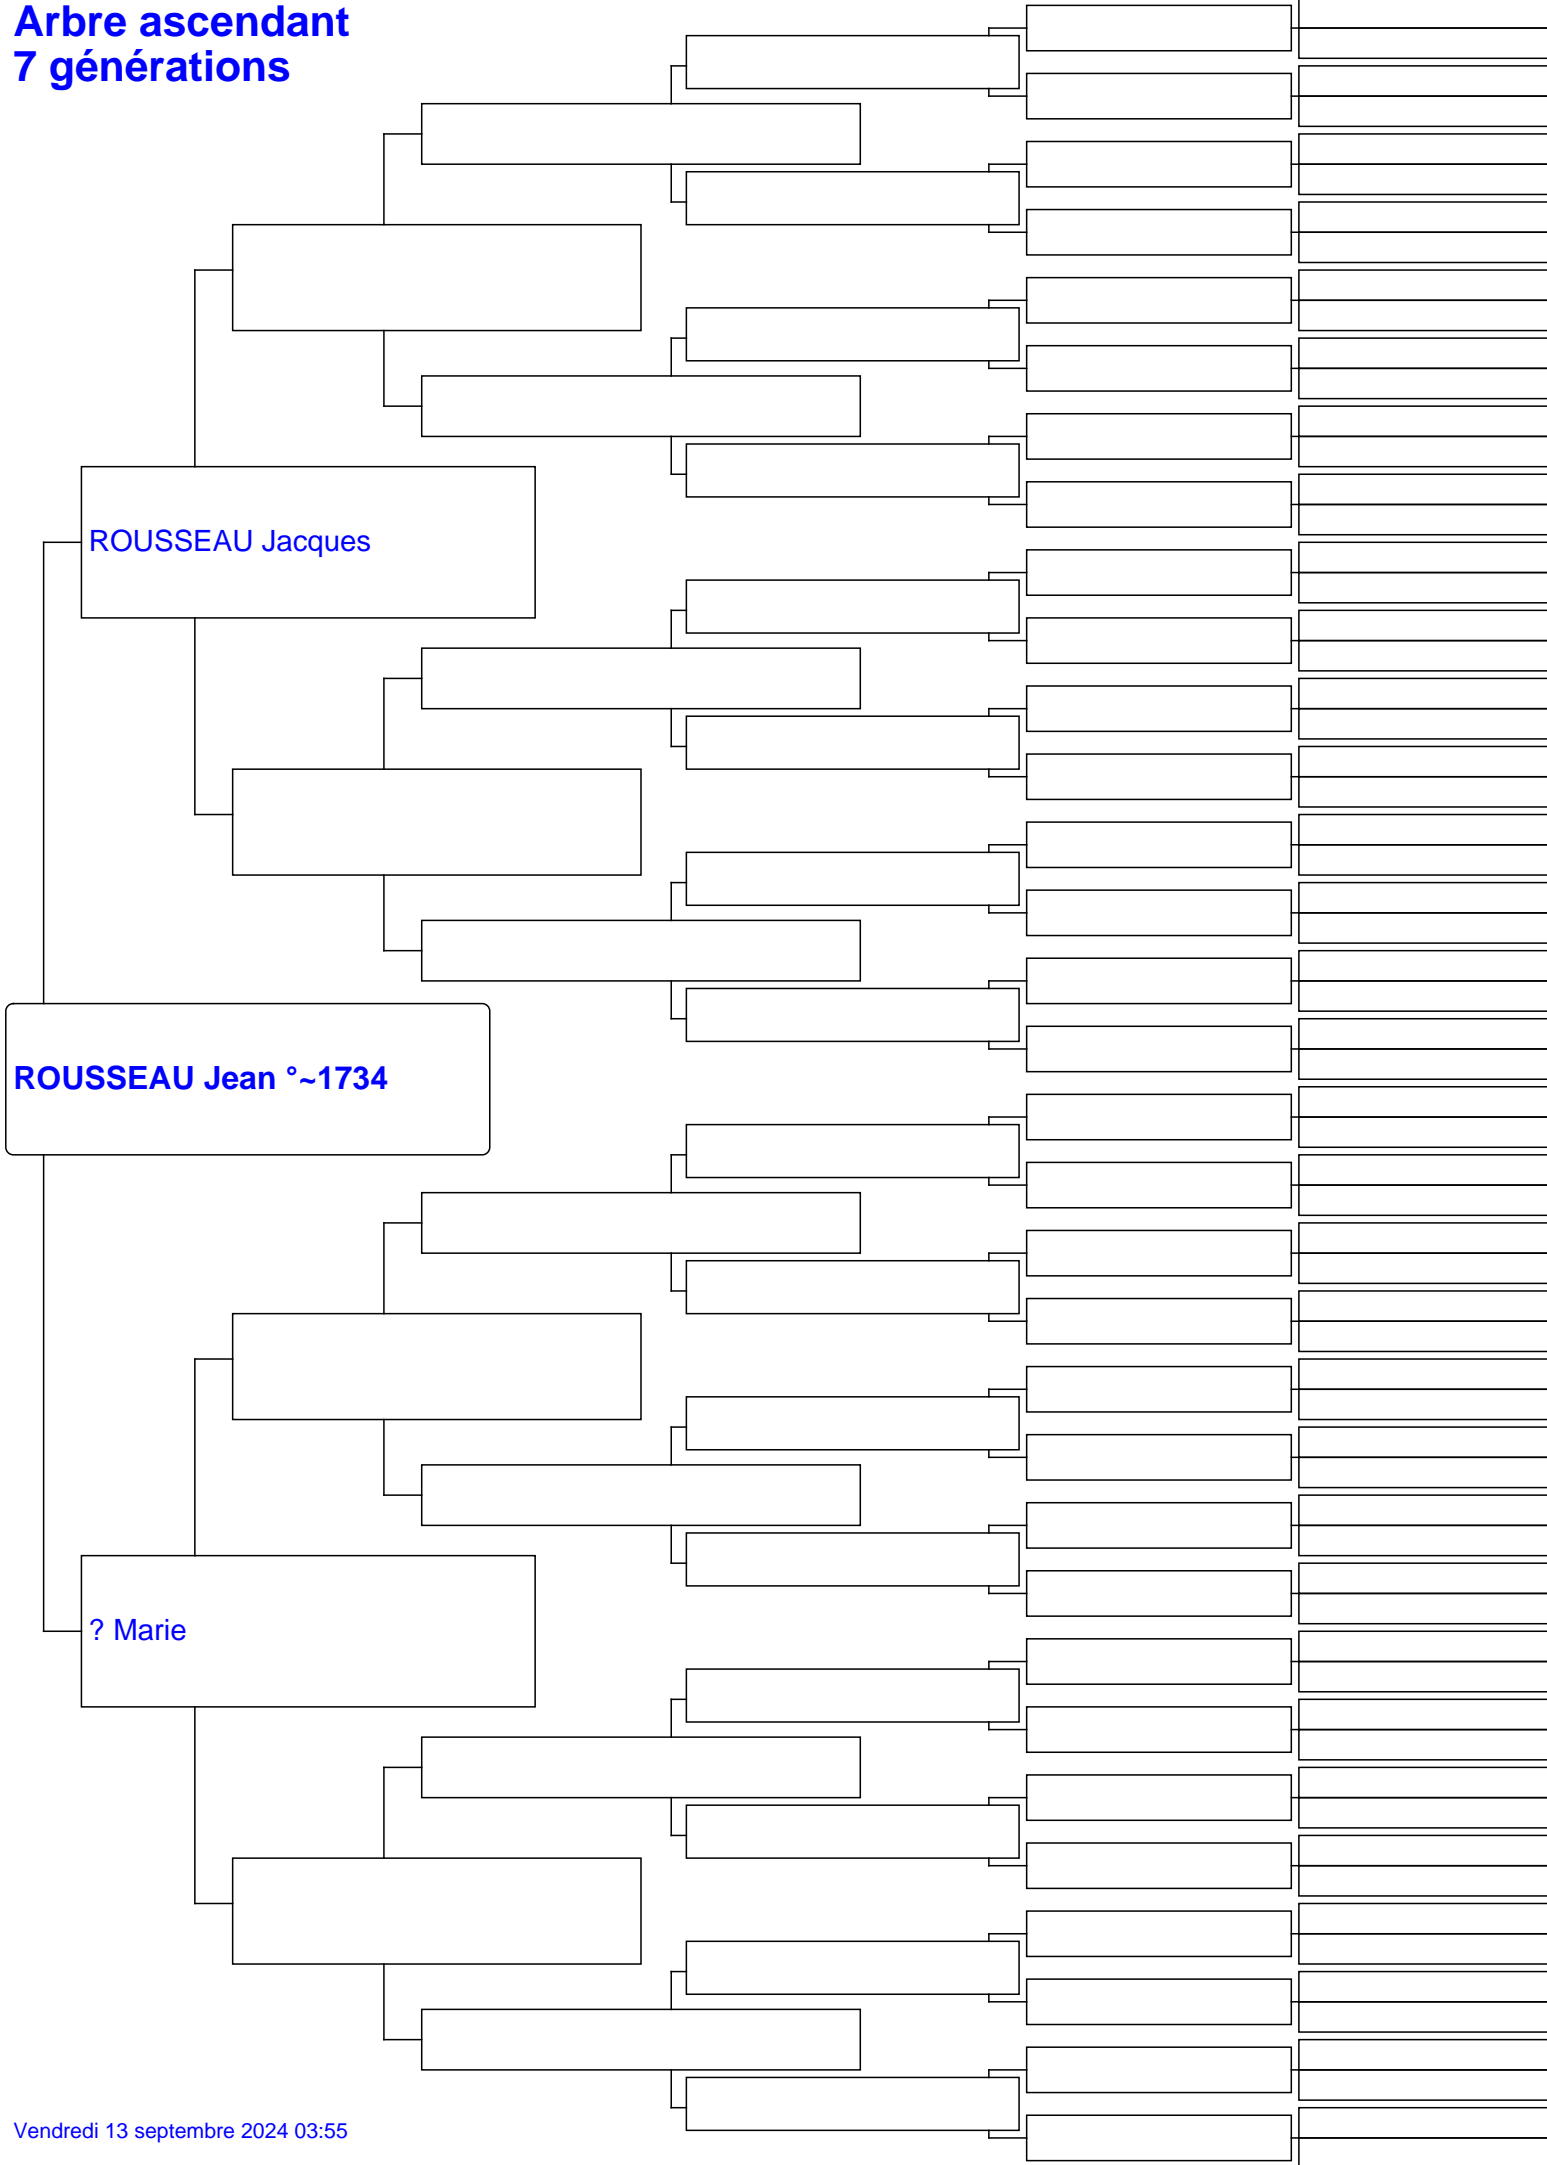 Arbre ascendant
7 générations
ROUSSEAU Jacques
ROUSSEAU Jean °~1734
? Marie
Vendredi 13 septembre 2024 03:55